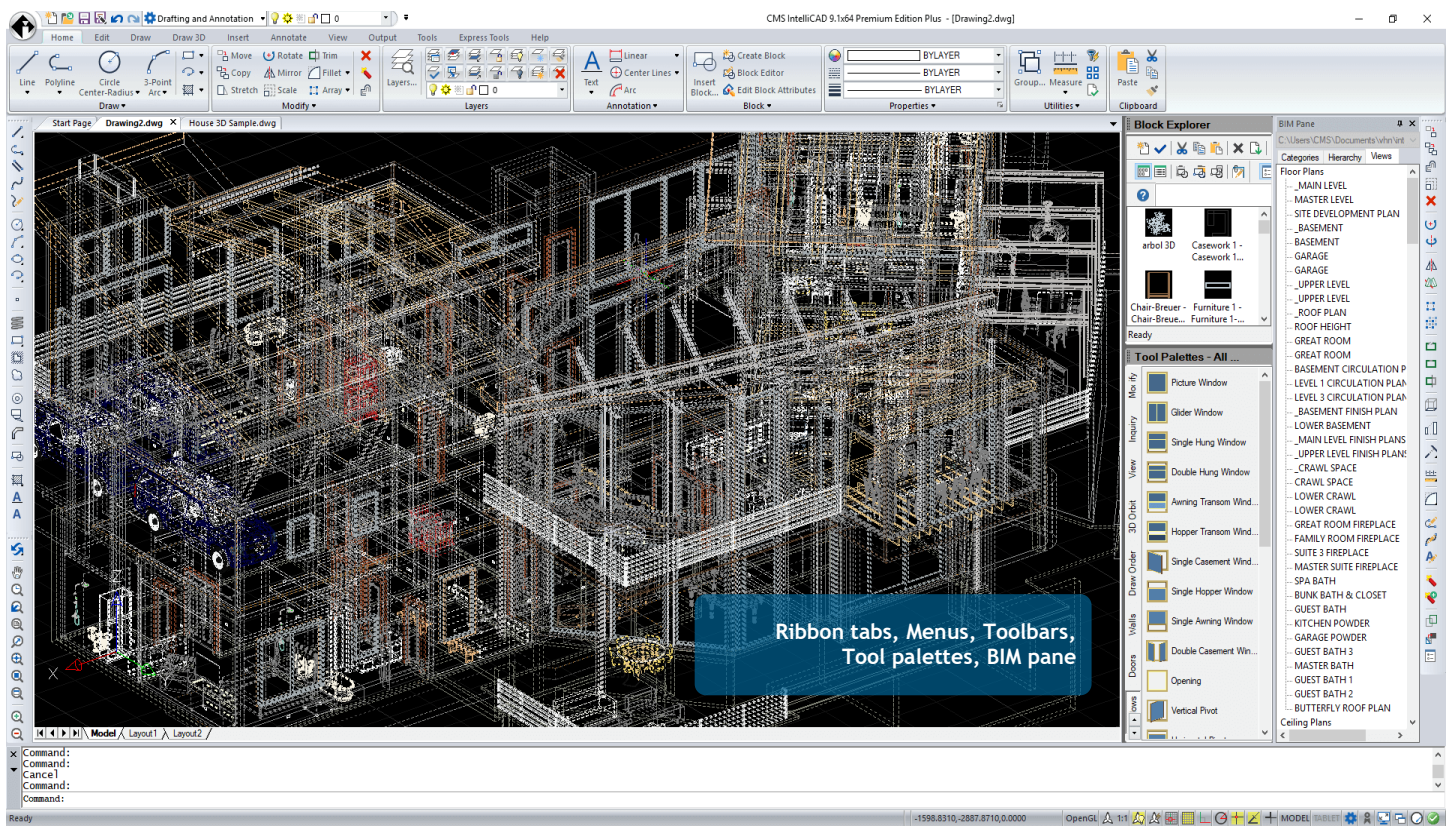 Drafting and Annotation
0
CMS IntelliCAD 9.1x64 Premium Edition Plus - [Drawing2.dwg]
Home Edit Draw Draw 3D Insert Annotate View Output Tools Express Tools Help
Line
Polyline
Circle
Center-Radius
3-Point
Arc
Draw
Move Rotate Trim
Copy Mirror Fillet
Stretch Scale Array
Modify
Layers...
0
Layers
Text
Linear
Center Lines
Arc
Annotation
Insert
Block...
Create Block
Block Editor
Edit Block Attributes
Block
BYLAYER
BYLAYER
BYLAYER
Properties
Group...
Measure
Utilities
Paste
Clipboard
Start Page Drawing2.dwg House 3D Sample.dwg
X
Z
Ribbon tabs, Menus, Toolbars,
Tool palettes, BIM pane
Model Layout1 Layout2
Block Explorer
arbol 3D
Casework 1 -
Casework 1...
Chair-Breuer -
Chair-Breue...
Furniture 1 -
Furniture 1-...
Ready
Tool Palettes - All ...
Modify
Inquiry
View
3D Orbit
Draw Order
Walls
Doors
Picture Window
Glider Window
Single Hung Window
Double Hung Window
Awning Transom Wind...
Hopper Transom Wind...
Single Casement Wind...
Single Hopper Window
Single Awning Window
Double Casement Win...
Opening
Vertical Pivot
BIM Pane
C:\Users\CMS\Documents\vhn\int
Categories Hierarchy Views
Floor Plans
_MAIN LEVEL
MASTER LEVEL
SITE DEVELOPMENT PLAN
_BASEMENT
BASEMENT
GARAGE
GARAGE
_UPPER LEVEL
_UPPER LEVEL
_ROOF PLAN
ROOF HEIGHT
GREAT ROOM
GREAT ROOM
BASEMENT CIRCULATION P
LEVEL 1 CIRCULATION PLAN
LEVEL 3 CIRCULATION PLAN
_BASEMENT FINISH PLAN
LOWER BASEMENT
_MAIN LEVEL FINISH PLANS
_UPPER LEVEL FINISH PLANS
_CRAWL SPACE
CRAWL SPACE
LOWER CRAWL
LOWER CRAWL
GREAT ROOM FIREPLACE
FAMILY ROOM FIREPLACE
SUITE 3 FIREPLACE
MASTER SUITE FIREPLACE
SPA BATH
BUNK BATH & CLOSET
GUEST BATH
KITCHEN POWDER
GARAGE POWDER
GUEST BATH 3
MASTER BATH
GUEST BATH 1
GUEST BATH 2
BUTTERFLY ROOF PLAN
Ceiling Plans
Command:
Command:
Cancel
Command:
Command:
Ready
-1598.8310,-2887.8710,0.0000
OpenGL
1:1
MODEL
TABLET